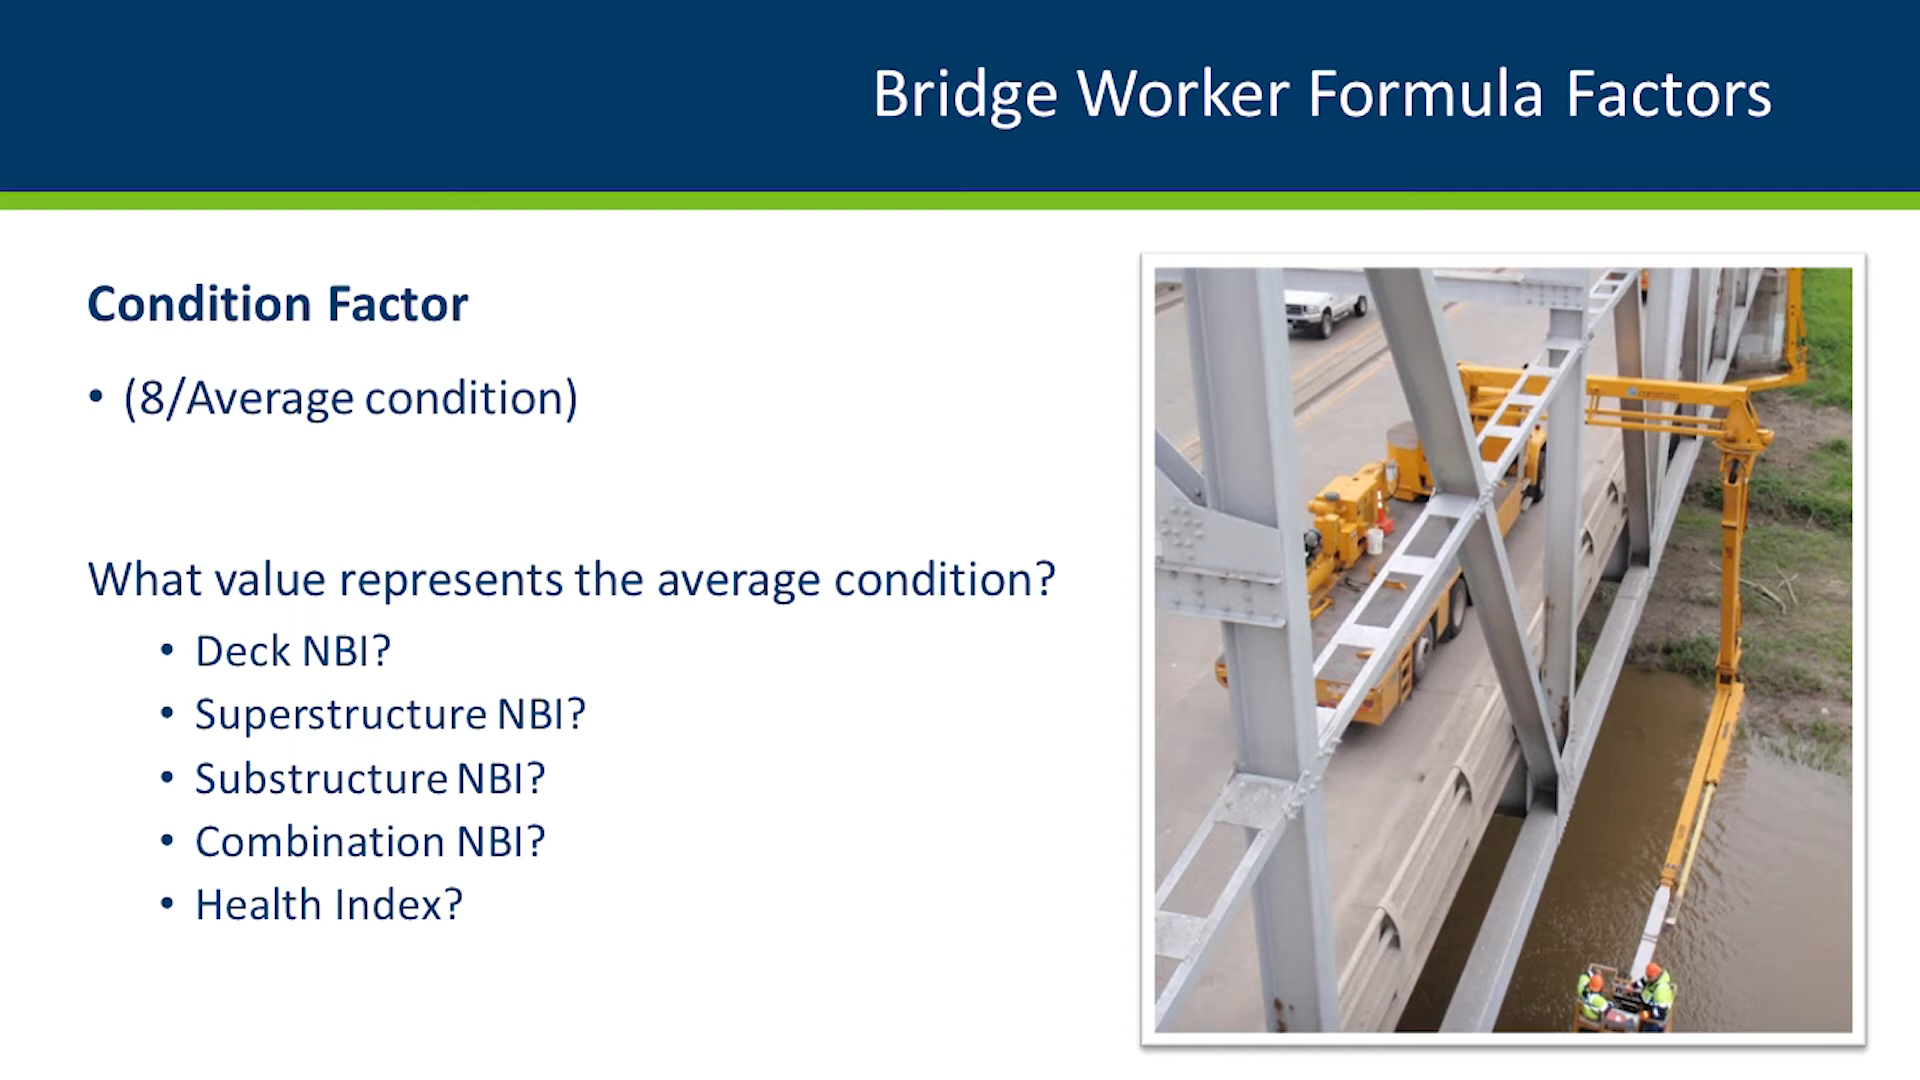 Bridge Worker Formula Factors
Condition Factor
• (8/Average condition)
What value represents the average condition?
• Deck NBI?
• Superstructure NBI?
• Substructure NBI?
• Combination NBI?
• Health Index?